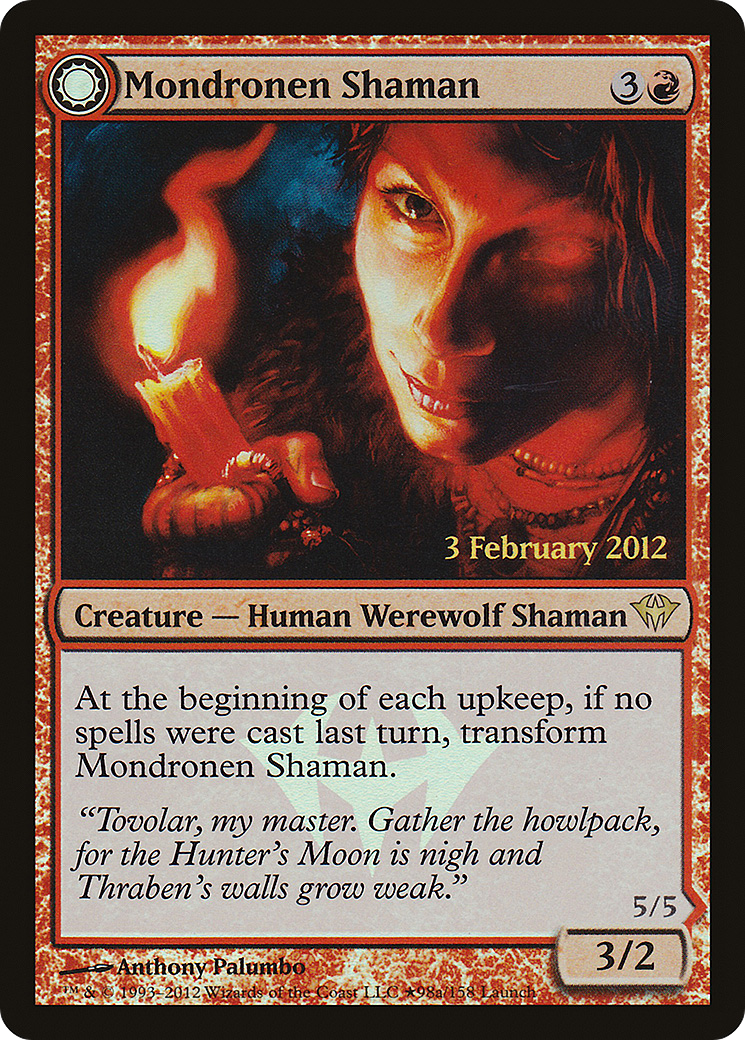 Mondronen Shaman 3
3 February 2012
Creature — Human Werewolf Shaman
At the beginning of each upkeep, if no
spells were cast last turn, transform
Mondronen Shaman.
“Tovolar, my master. Gather the howlpack,
for the Hunter’s Moon is nigh and
Thraben’s walls grow weak.”
5/5
3/2
Anthony Palumbo
™ & © 1993–2012 Wizards of the Coast LLC ★98a/158 Launch